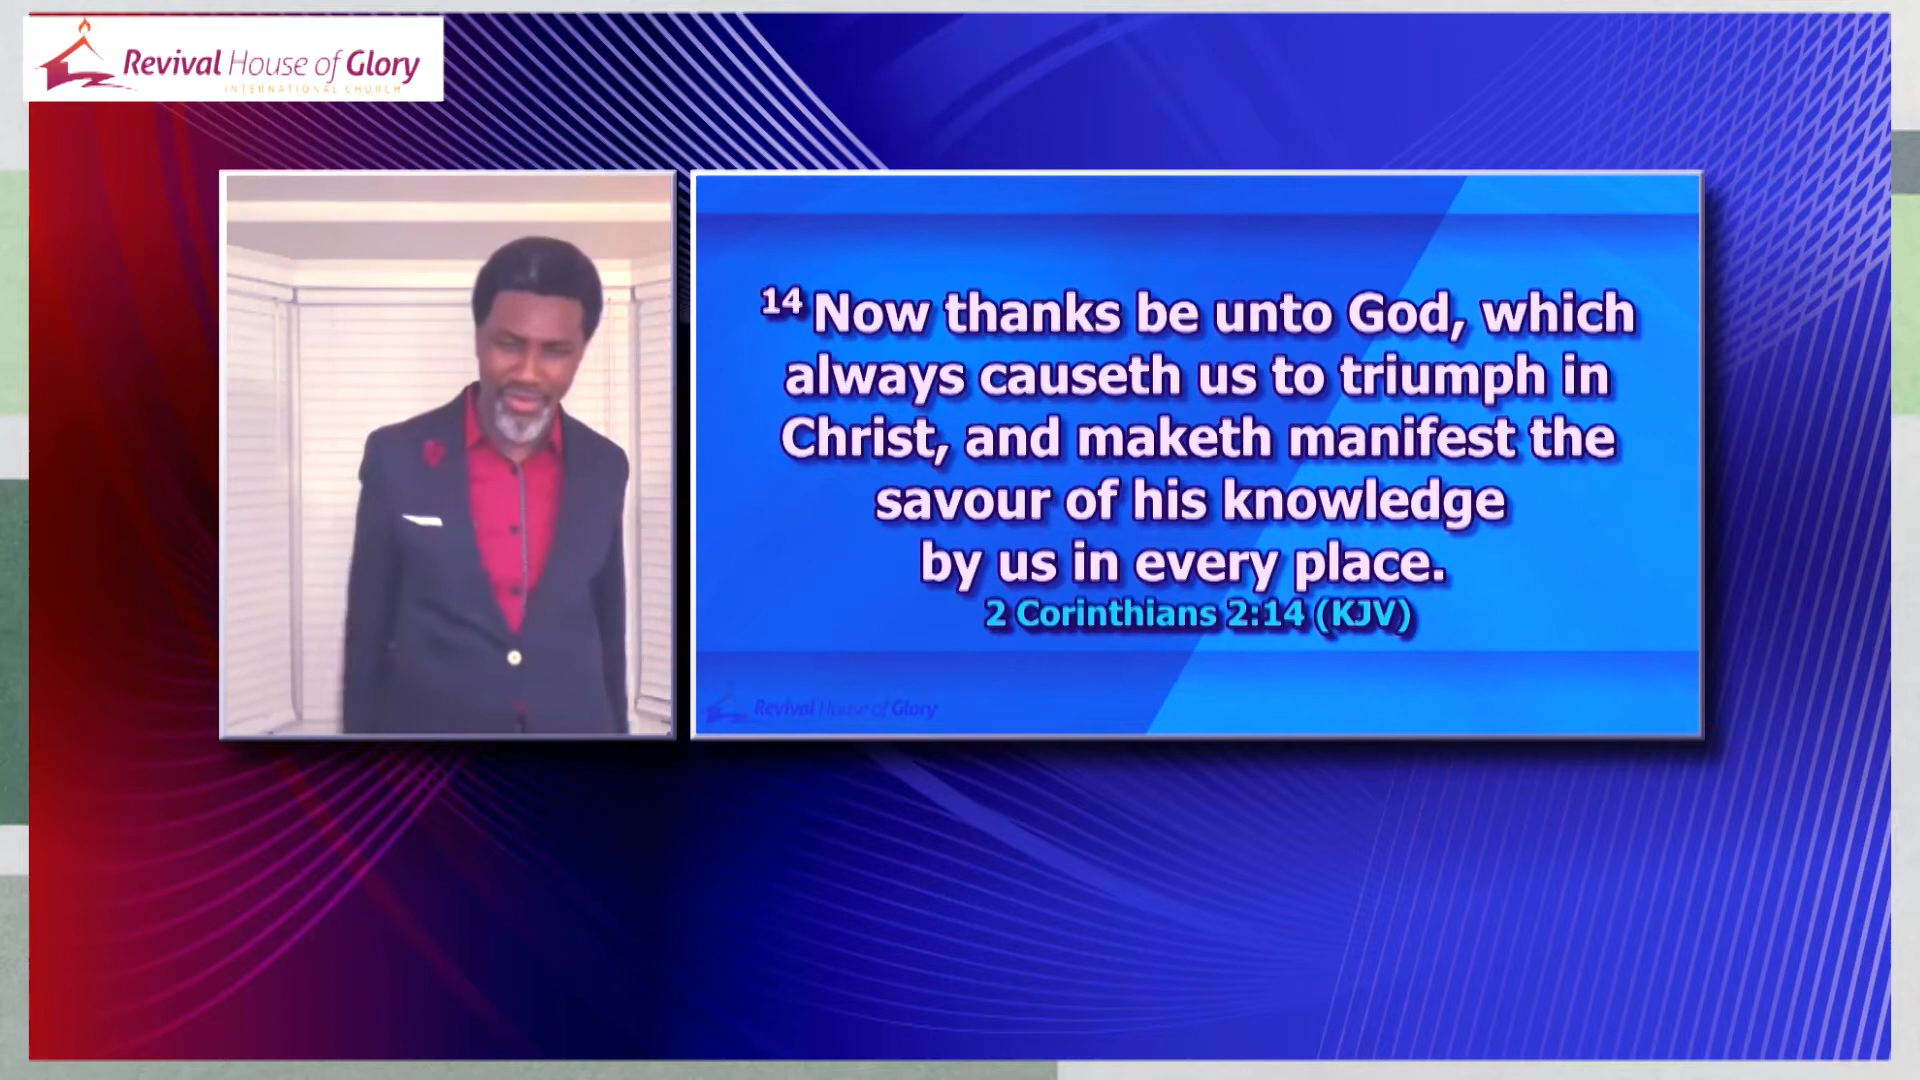 Revival House of Glory
INTERNATIONAL CHURCH
14 Now thanks be unto God, which
always causeth us to triumph in
Christ, and maketh manifest the
savour of his knowledge
by us in every place.
2 Corinthians 2:14 (KJV)
Revival House of Glory